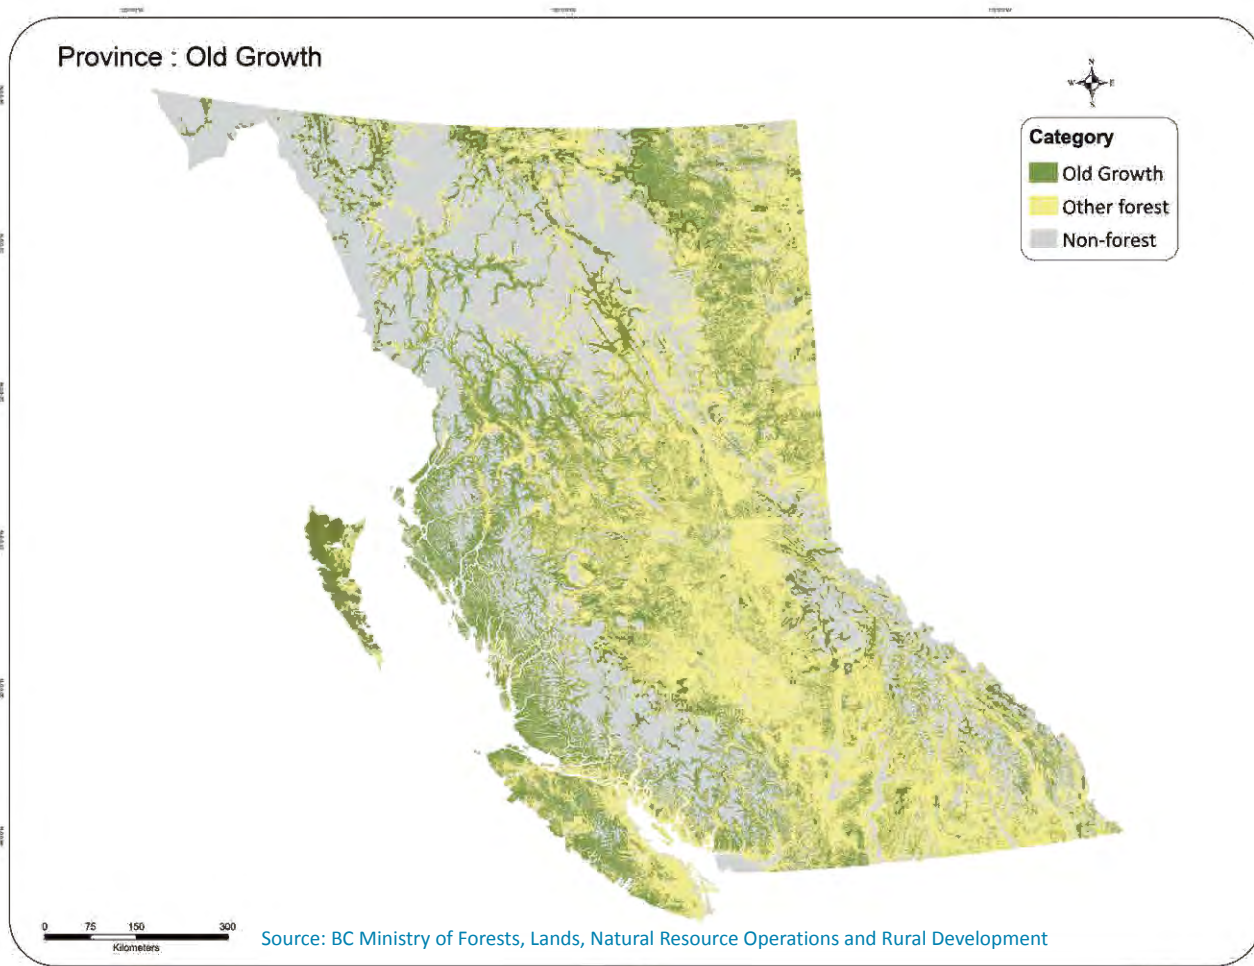 Province : Old Growth
N
W
E
S
Category
Old Growth
Other forest
Non-forest
0 75 150 300
Kilometers
Source: BC Ministry of Forests, Lands, Natural Resource Operations and Rural Development